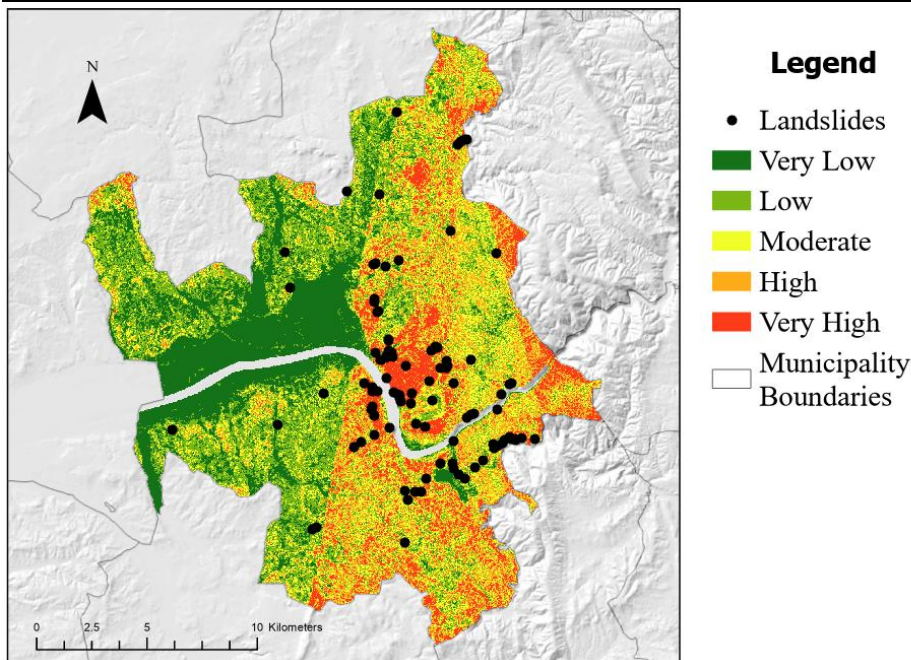 N
0 2.5 5 10 Kilometers
Legend
Landslides
Very Low
Low
Moderate
High
Very High
Municipality
Boundaries